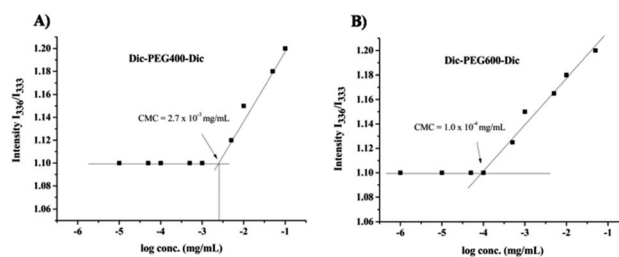 A)
Dic-PEG400-Dic
Intensity I336/I333
1.20
1.18
1.16
1.14
1.12
1.10
1.08
1.06
CMC = 2.7 x 10-3 mg/mL
-6 -5 -4 -3 -2 -1
log conc. (mg/mL)
B)
Dic-PEG600-Dic
Intensity I336/I333
1.20
1.18
1.16
1.14
1.12
1.10
1.08
1.06
CMC = 1.0 x 10-4 mg/mL
-6 -5 -4 -3 -2 -1
log conc. (mg/mL)